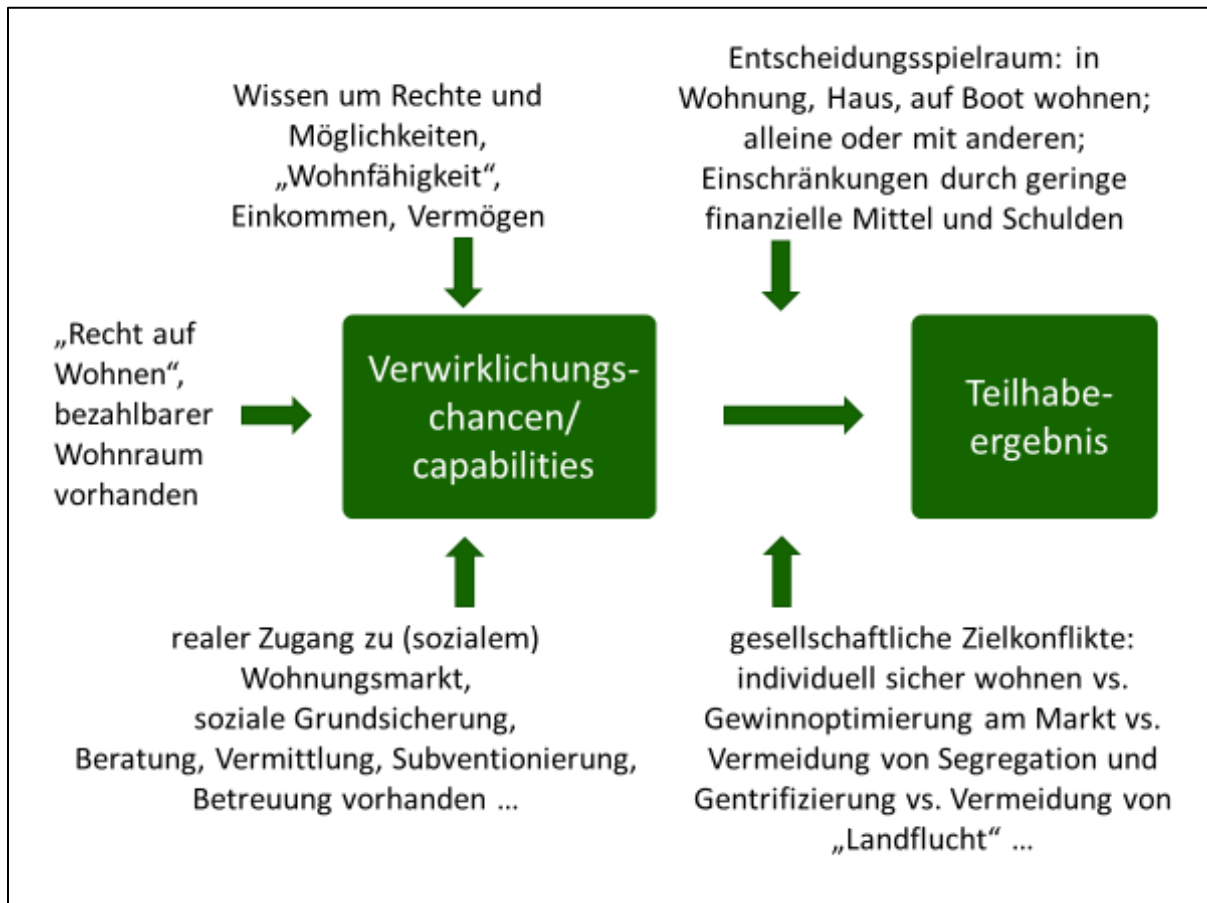 Wissen um Rechte und
Möglichkeiten,
„Wohnfähigkeit“,
Einkommen, Vermögen
Entscheidungsspielraum: in
Wohnung, Haus, auf Boot wohnen;
alleine oder mit anderen;
Einschränkungen durch geringe
finanzielle Mittel und Schulden
„Recht auf
Wohnen“,
bezahlbarer
Wohnraum
vorhanden
Verwirklichungs-
chancen/
capabilities
Teilhabe-
ergebnis
realer Zugang zu (sozialem)
Wohnungsmarkt,
soziale Grundsicherung,
Beratung, Vermittlung, Subventionierung,
Betreuung vorhanden ...
gesellschaftliche Zielkonflikte:
individuell sicher wohnen vs.
Gewinnoptimierung am Markt vs.
Vermeidung von Segregation und
Gentrifizierung vs. Vermeidung von
„Landflucht“ ...